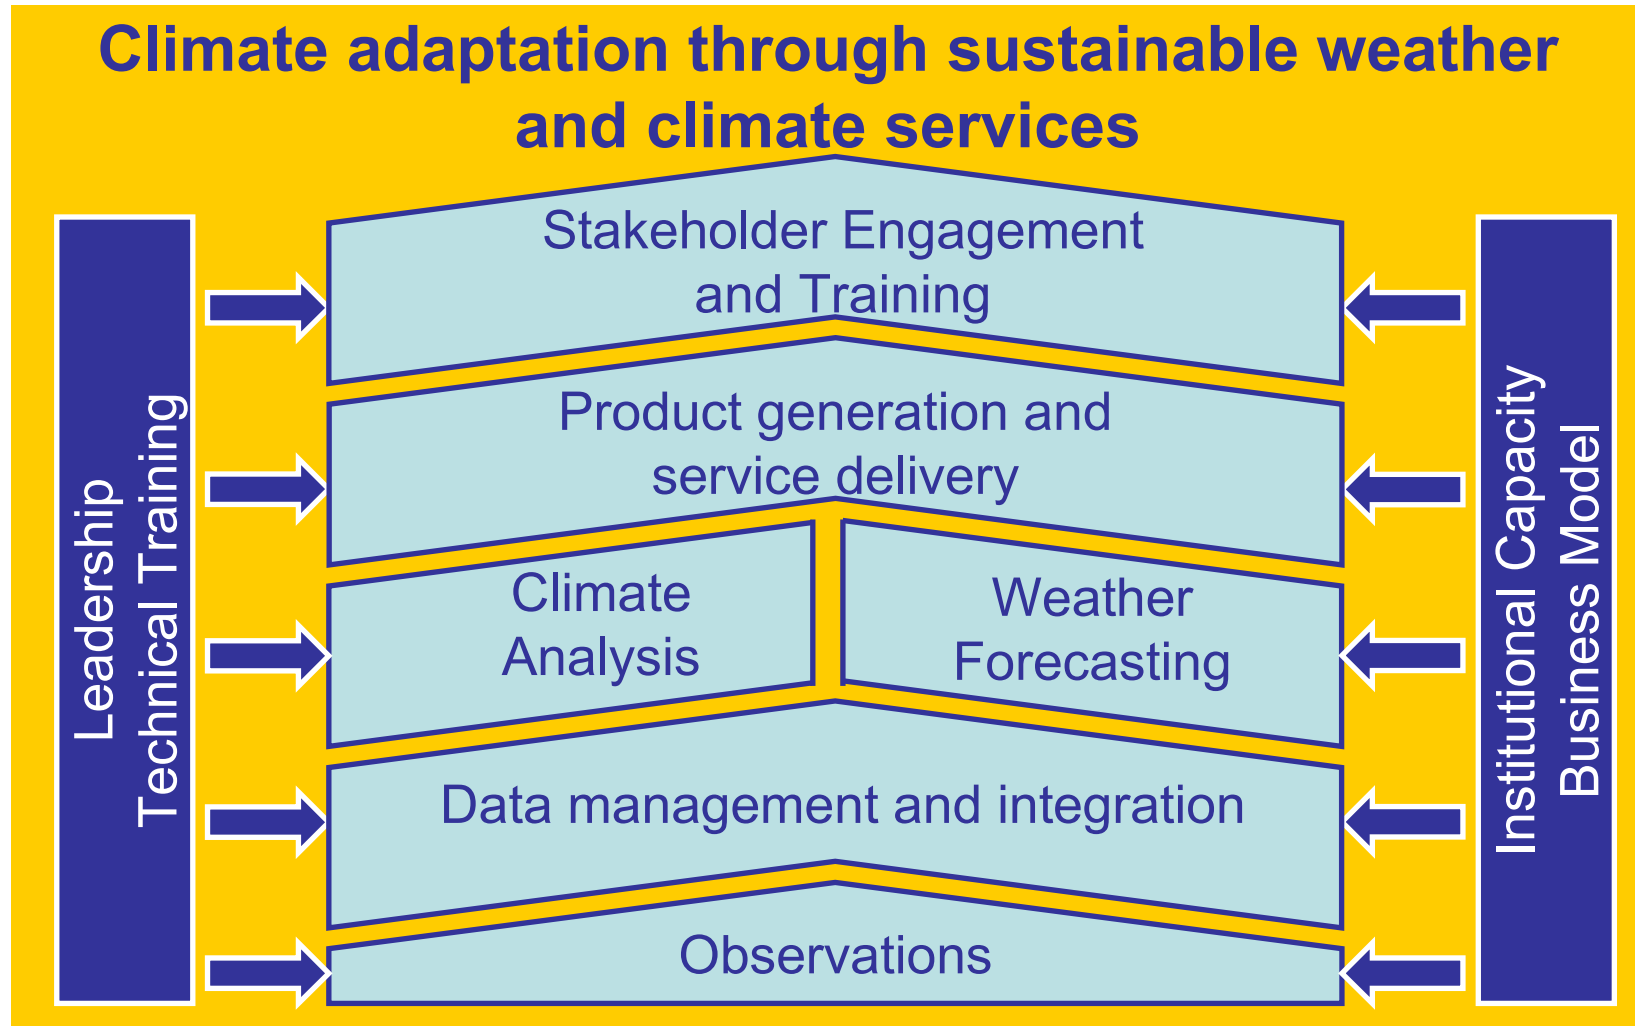 Climate adaptation through sustainable weather
and climate services
Stakeholder Engagement
and Training
Product generation and
service delivery
Climate
Analysis
Weather
Forecasting
Data management and integration
Observations
Leadership
Technical Training
Institutional Capacity
Business Model